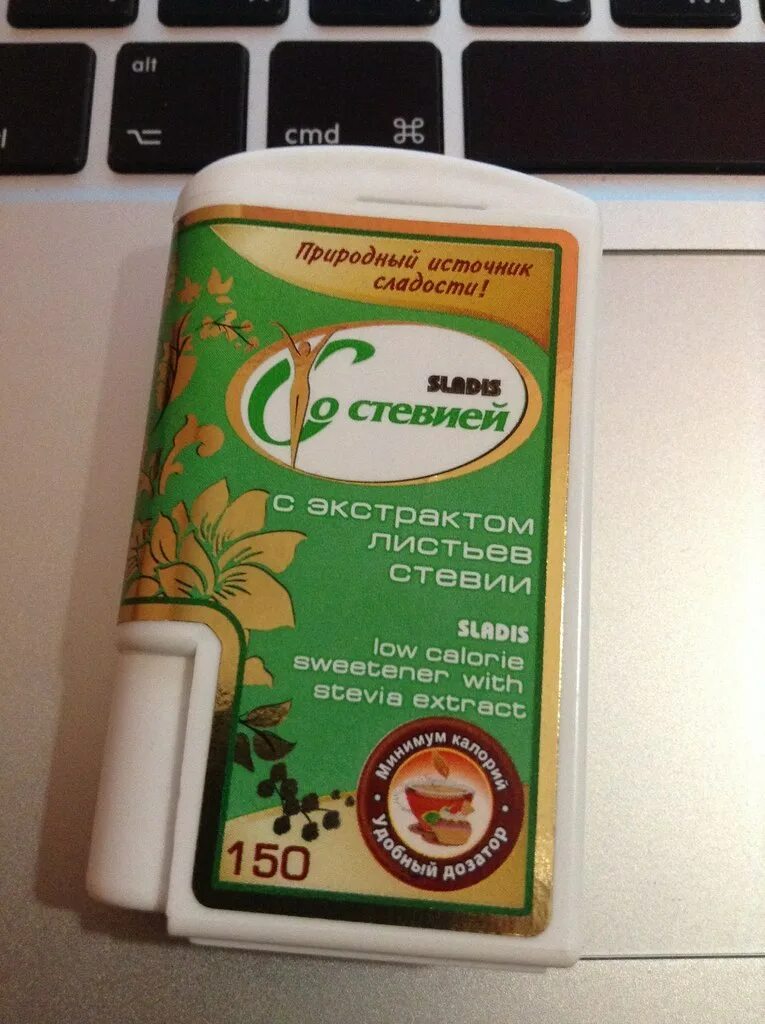 alt
cmd ⌘
Природный источник
сладости!
SLADIS
Со стевией
с экстрактом
листьев
стевии
SLADIS
low calorie
sweetener with
stevia extract
Минимум калорий
• удобный дозатор •
150